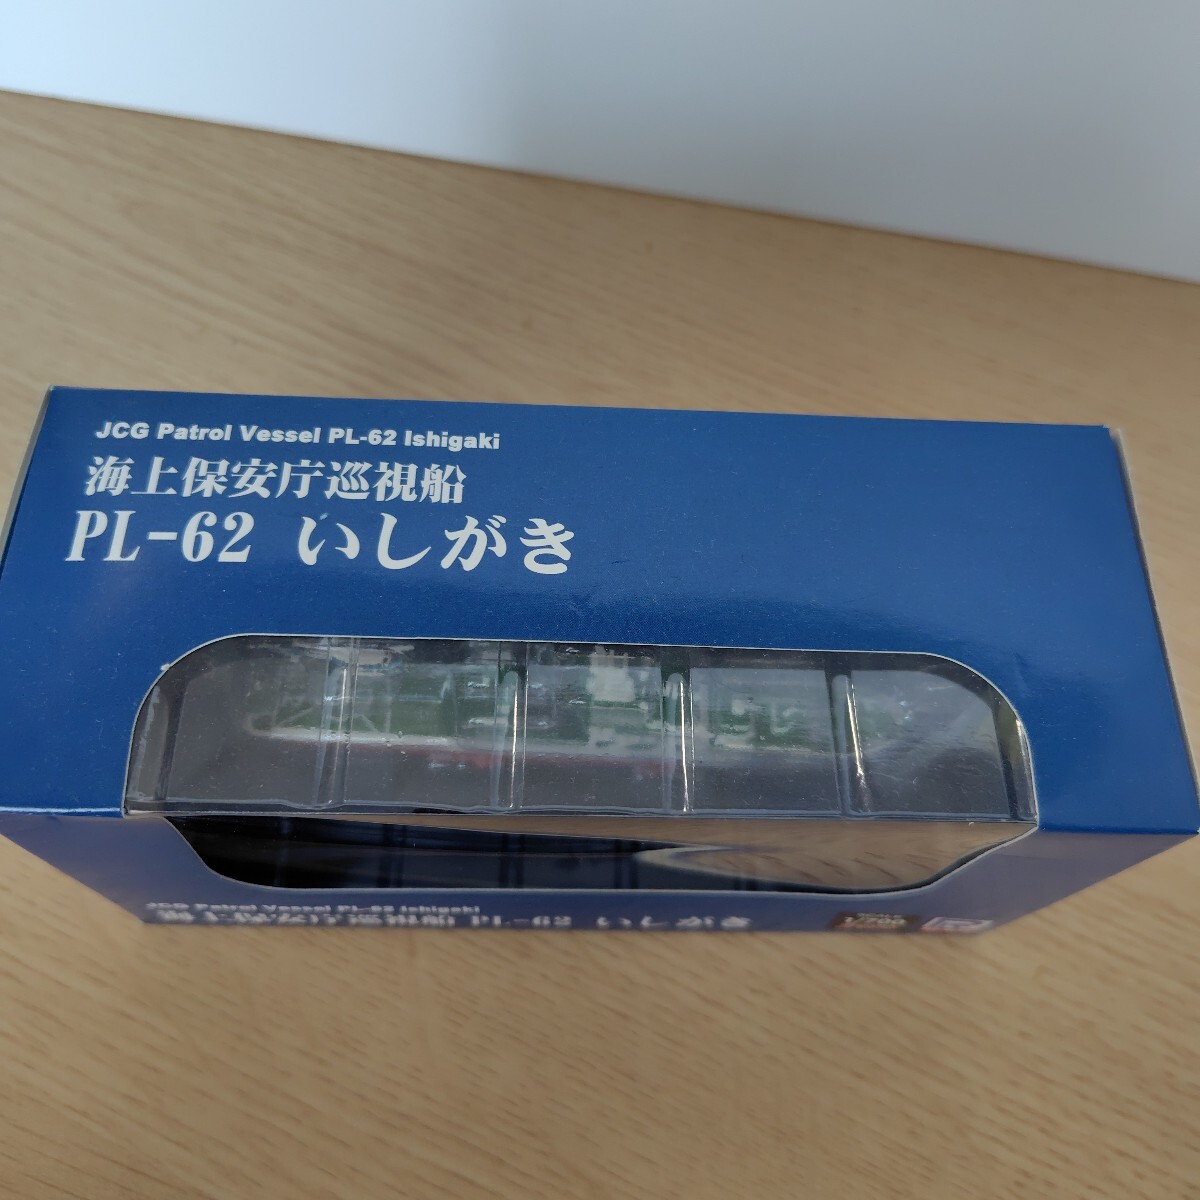 JCG Patrol Vessel PL-62 Ishigaki
海上保安庁巡視船
PL-62 いしがき
JCG Patrol Vessel PL-62 Ishigaki
海上保安庁巡視船 PL-62 いしがき
1/700